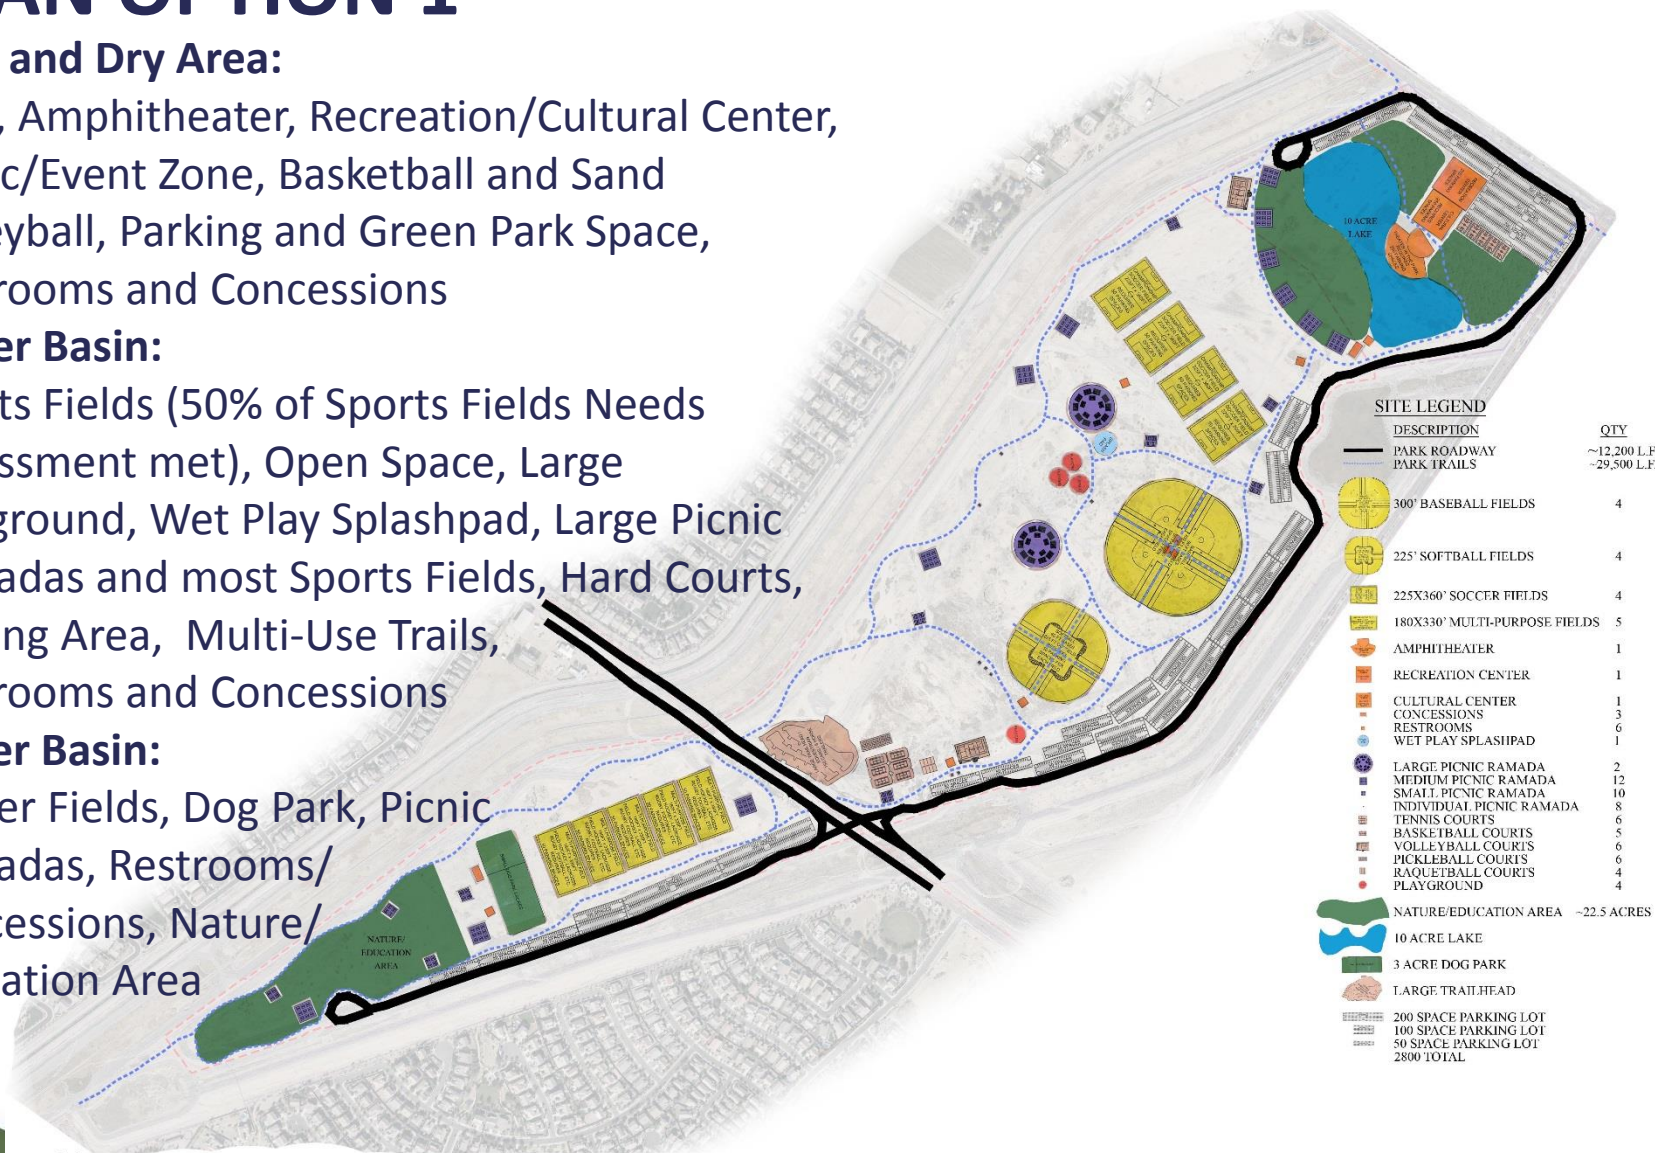 AN OPTION 1
and Dry Area:
, Amphitheater, Recreation/Cultural Center,
c/Event Zone, Basketball and Sand
eyball, Parking and Green Park Space,
rooms and Concessions
er Basin:
ts Fields (50% of Sports Fields Needs
essment met), Open Space, Large
ground, Wet Play Splashpad, Large Picnic
adas and most Sports Fields, Hard Courts,
ng Area, Multi-Use Trails,
rooms and Concessions
er Basin:
er Fields, Dog Park, Picnic
adas, Restrooms/
cessions, Nature/
ation Area
10 ACRE
LAKE
NATURE/
EDUCATION
AREA
SITE LEGEND
DESCRIPTION QTY
PARK ROADWAY ~12,200 L.F
PARK TRAILS ~29,500 L.F
300' BASEBALL FIELDS 4
225' SOFTBALL FIELDS 4
225X360' SOCCER FIELDS 4
180X330' MULTI-PURPOSE FIELDS 5
AMPHITHEATER 1
RECREATION CENTER 1
CULTURAL CENTER 1
CONCESSIONS 3
RESTROOMS 6
WET PLAY SPLASHPAD 1
LARGE PICNIC RAMADA 2
MEDIUM PICNIC RAMADA 12
SMALL PICNIC RAMADA 10
INDIVIDUAL PICNIC RAMADA 8
TENNIS COURTS 6
BASKETBALL COURTS 5
VOLLEYBALL COURTS 6
PICKLEBALL COURTS 6
RAQUETBALL COURTS 4
PLAYGROUND 4
NATURE/EDUCATION AREA ~22.5 ACRES
10 ACRE LAKE
3 ACRE DOG PARK
LARGE TRAILHEAD
200 SPACE PARKING LOT
100 SPACE PARKING LOT
50 SPACE PARKING LOT
2800 TOTAL